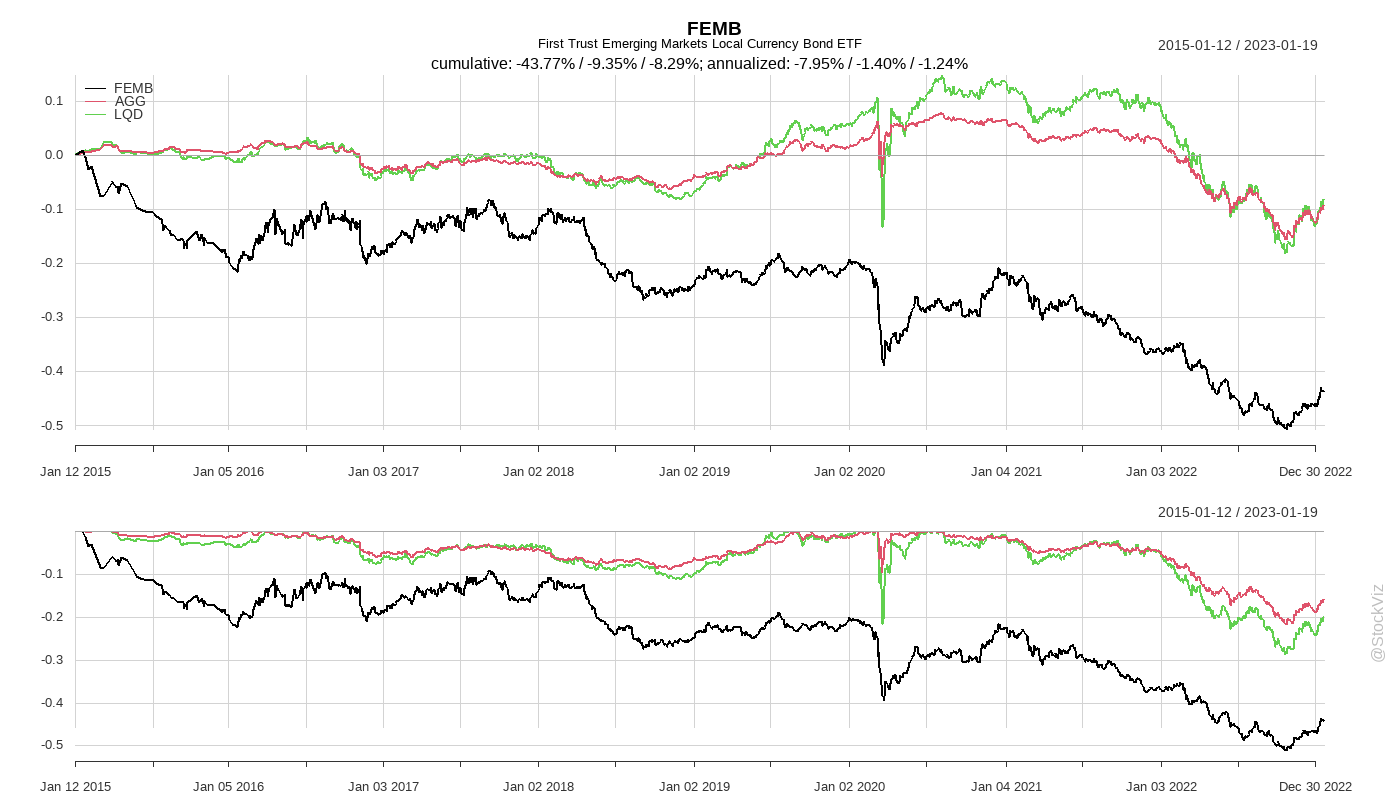 FEMB
First Trust Emerging Markets Local Currency Bond ETF
2015-01-12 / 2023-01-19
cumulative: -43.77% / -9.35% / -8.29%; annualized: -7.95% / -1.40% / -1.24%
FEMB
AGG
LQD
0.1
0.0
-0.1
-0.2
-0.3
-0.4
-0.5
Jan 12 2015 Jan 05 2016 Jan 03 2017 Jan 02 2018 Jan 02 2019 Jan 02 2020 Jan 04 2021 Jan 03 2022 Dec 30 2022
2015-01-12 / 2023-01-19
-0.1
-0.2
-0.3
-0.4
-0.5
Jan 12 2015 Jan 05 2016 Jan 03 2017 Jan 02 2018 Jan 02 2019 Jan 02 2020 Jan 04 2021 Jan 03 2022 Dec 30 2022
@StockViz